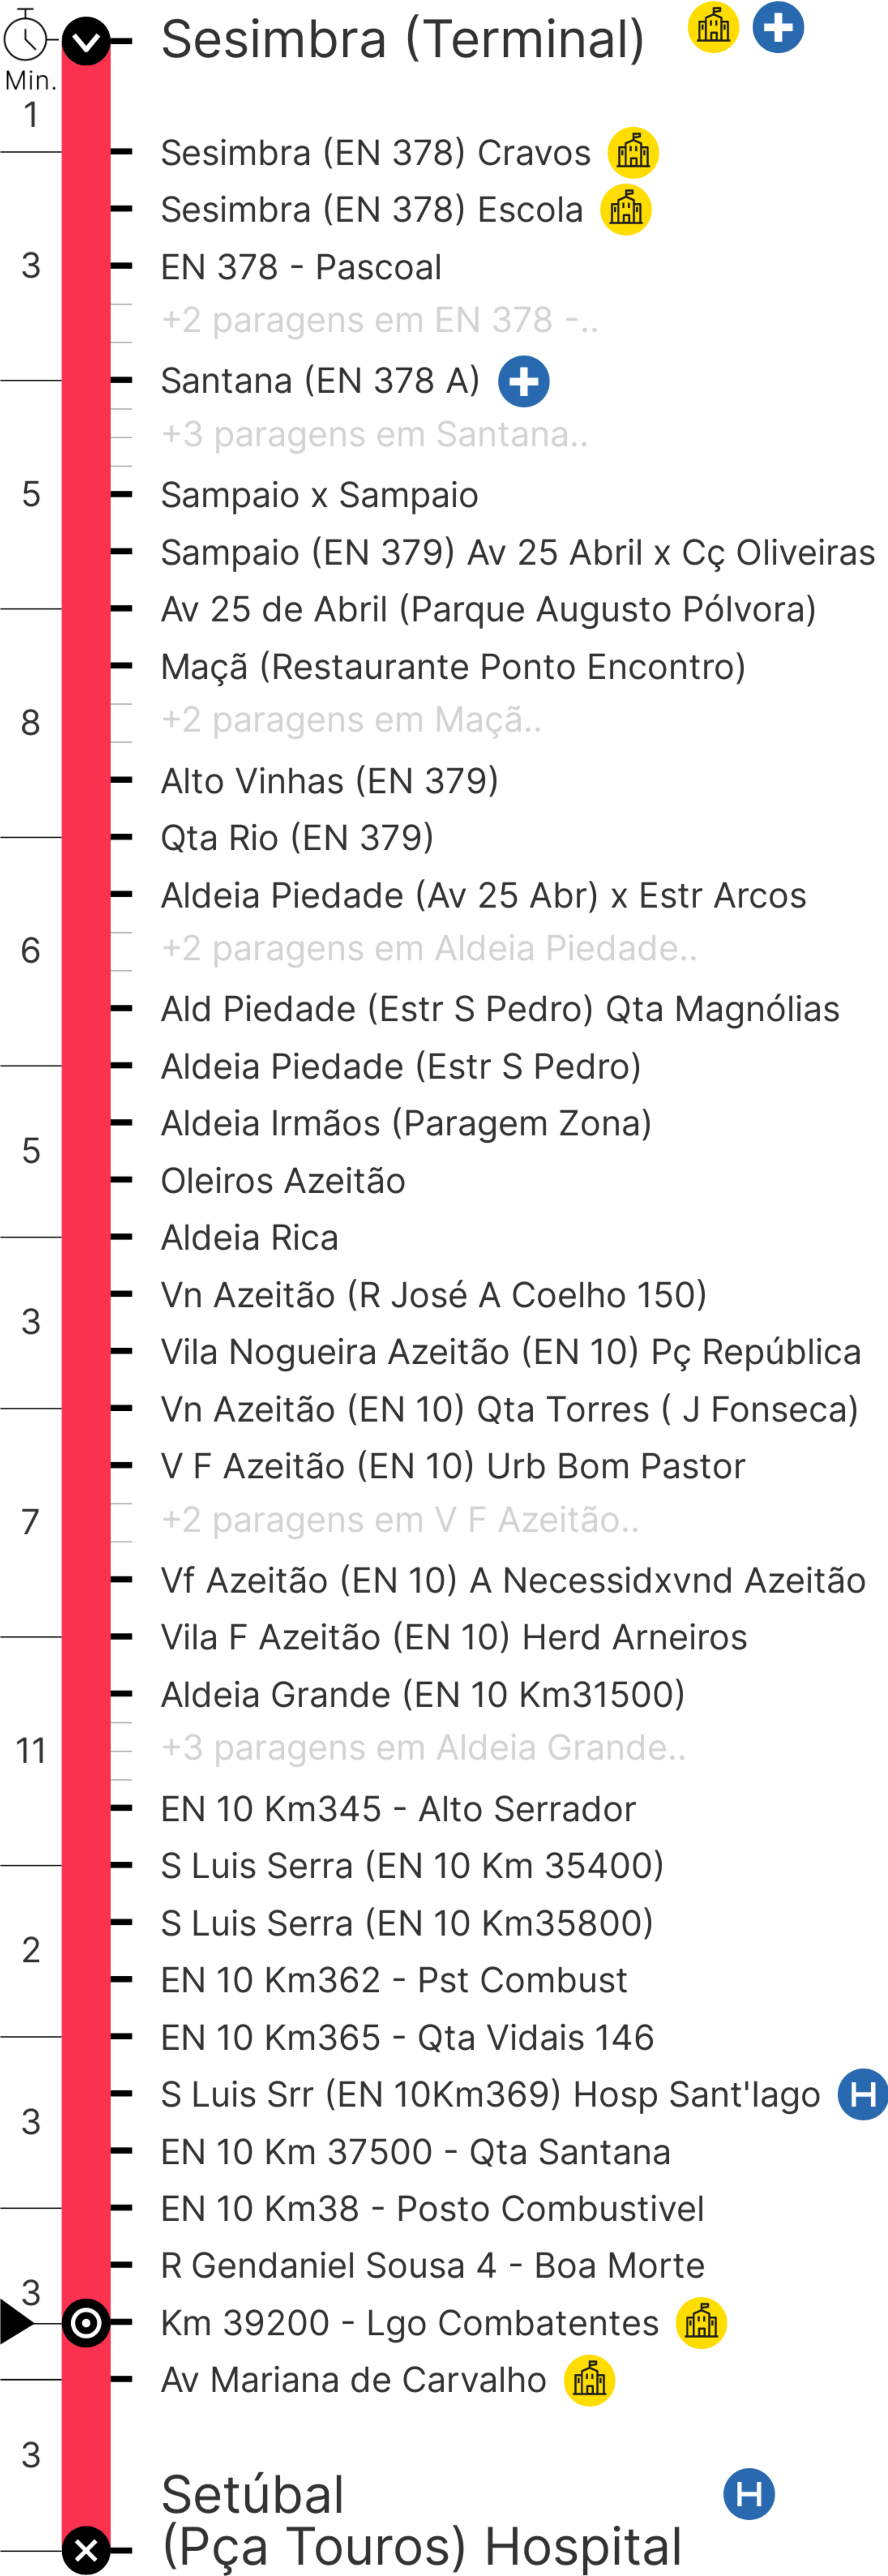 Sesimbra (Terminal)
Min.
1
Sesimbra (EN 378) Cravos
Sesimbra (EN 378) Escola
3
EN 378 - Pascoal
+2 paragens em EN 378 -..
Santana (EN 378 A)
+3 paragens em Santana..
5
Sampaio x Sampaio
Sampaio (EN 379) Av 25 Abril x Cç Oliveiras
Av 25 de Abril (Parque Augusto Pólvora)
Maçã (Restaurante Ponto Encontro)
8
+2 paragens em Maçã..
Alto Vinhas (EN 379)
Qta Rio (EN 379)
Aldeia Piedade (Av 25 Abr) x Estr Arcos
6
+2 paragens em Aldeia Piedade..
Ald Piedade (Estr S Pedro) Qta Magnólias
Aldeia Piedade (Estr S Pedro)
Aldeia Irmãos (Paragem Zona)
5
Oleiros Azeitão
Aldeia Rica
Vn Azeitão (R José A Coelho 150)
3
Vila Nogueira Azeitão (EN 10) Pç República
Vn Azeitão (EN 10) Qta Torres ( J Fonseca)
V F Azeitão (EN 10) Urb Bom Pastor
7
+2 paragens em V F Azeitão..
Vf Azeitão (EN 10) A Necessidxvnd Azeitão
Vila F Azeitão (EN 10) Herd Arneiros
Aldeia Grande (EN 10 Km31500)
11
+3 paragens em Aldeia Grande..
EN 10 Km345 - Alto Serrador
S Luis Serra (EN 10 Km 35400)
S Luis Serra (EN 10 Km35800)
2
EN 10 Km362 - Pst Combust
EN 10 Km365 - Qta Vidais 146
S Luis Srr (EN 10Km369) Hosp Sant'Iago H
3
EN 10 Km 37500 - Qta Santana
EN 10 Km38 - Posto Combustivel
R Gendaniel Sousa 4 - Boa Morte
3
Km 39200 - Lgo Combatentes
Av Mariana de Carvalho
3
Setúbal H
(Pça Touros) Hospital